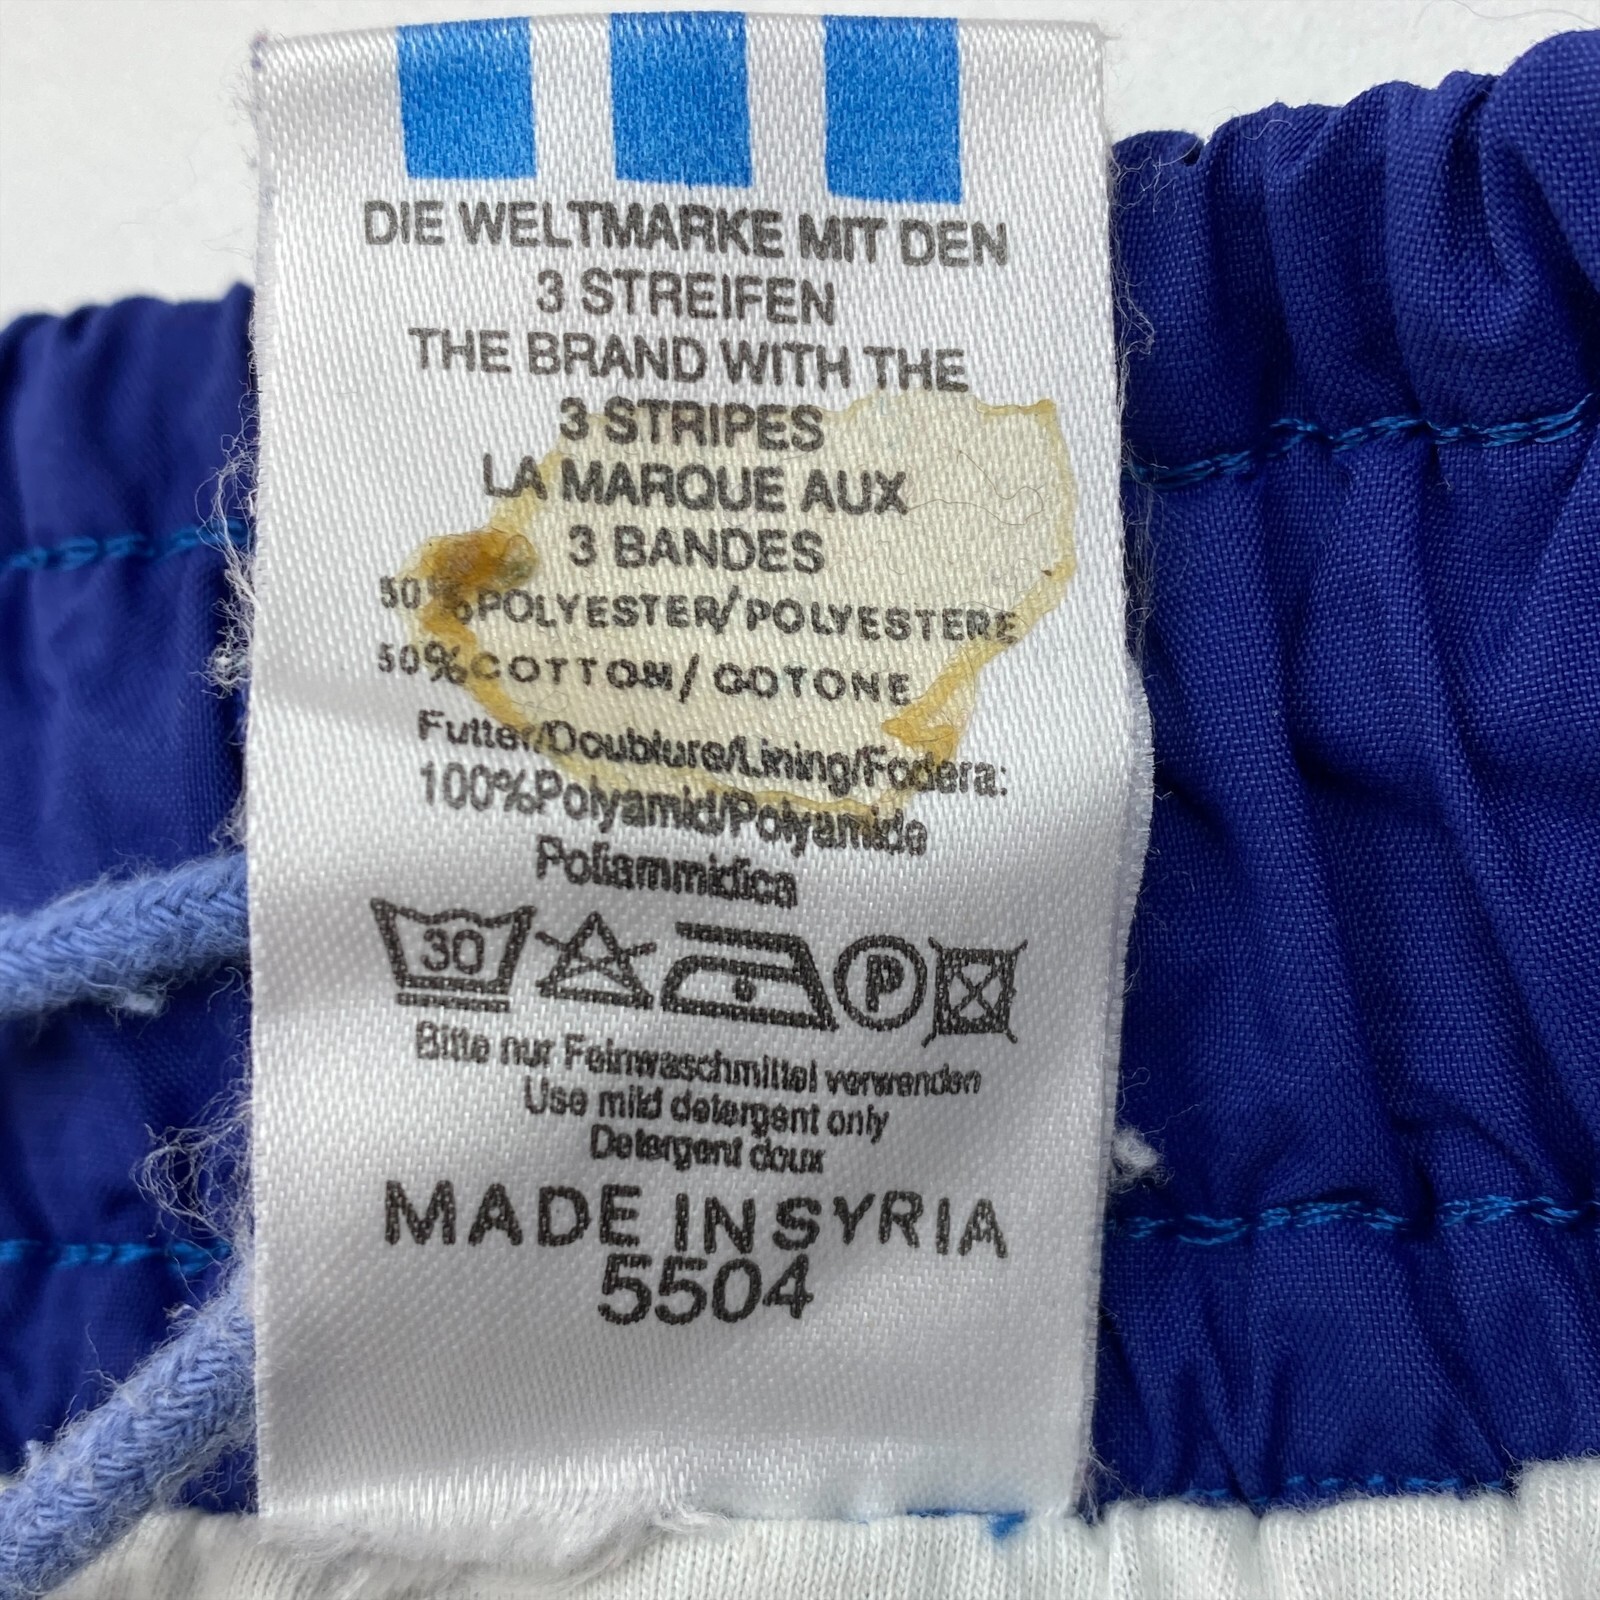 DIE WELTMARKE MIT DEN
3 STREIFEN
THE BRAND WITH THE
3 STRIPES
LA MARQUE AUX
3 BANDES
50%POLYESTER/POLYESTERE
50%COTTON/COTONE
Futter/Doublure/Lining/Fodera:
100%Polyamid/Polyamide
Poliammidica
30 P
Bitte nur Feinwaschmittel verwenden
Use mild detergent only
Detergent doux
MADE IN SYRIA
5504